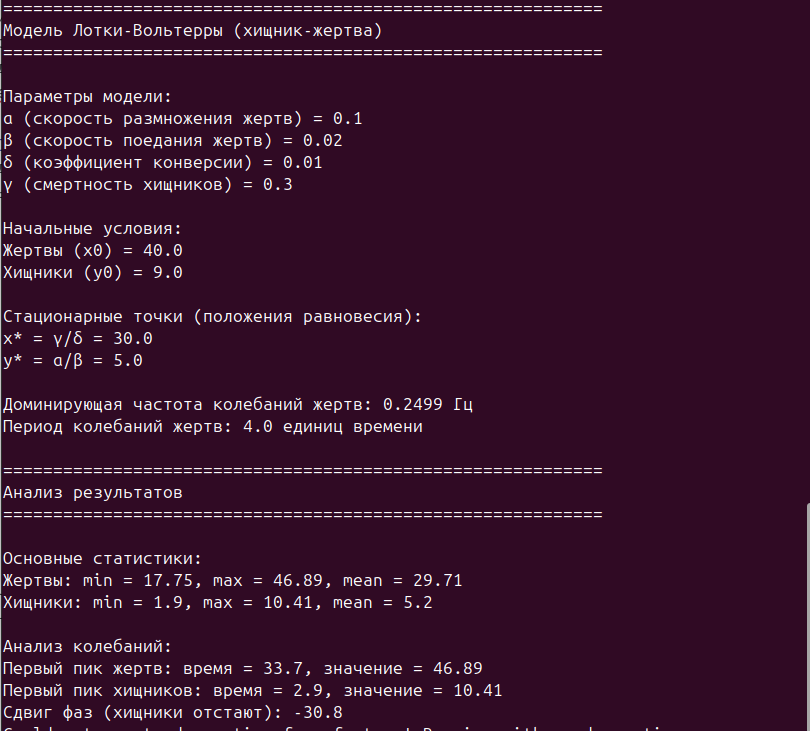 ============================================================
Модель Лотки-Вольтерры (хищник-жертва)
============================================================
Параметры модели:
α (скорость размножения жертв) = 0.1
β (скорость поедания жертв) = 0.02
δ (коэффициент конверсии) = 0.01
γ (смертность хищников) = 0.3
Начальные условия:
Жертвы (x0) = 40.0
Хищники (y0) = 9.0
Стационарные точки (положения равновесия):
x* = γ/δ = 30.0
y* = α/β = 5.0
Доминирующая частота колебаний жертв: 0.2499 Гц
Период колебаний жертв: 4.0 единиц времени
============================================================
Анализ результатов
============================================================
Основные статистики:
Жертвы: min = 17.75, max = 46.89, mean = 29.71
Хищники: min = 1.9, max = 10.41, mean = 5.2
Анализ колебаний:
Первый пик жертв: время = 33.7, значение = 46.89
Первый пик хищников: время = 2.9, значение = 10.41
Сдвиг фаз (хищники отстают): -30.8